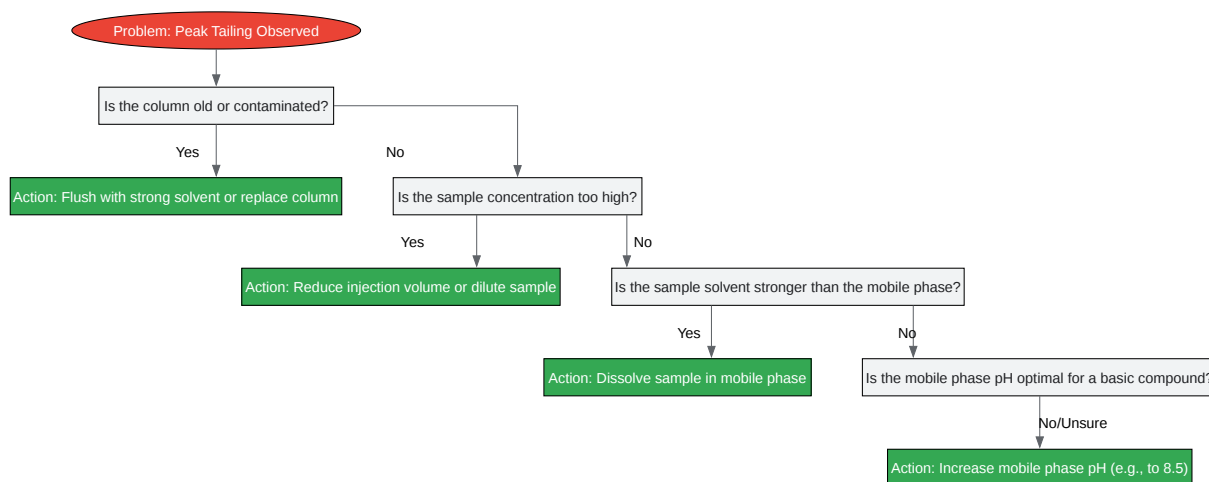 Problem: Peak Tailing Observed
Is the column old or contaminated?
Yes
No
Action: Flush with strong solvent or replace column
Is the sample concentration too high?
Yes
No
Action: Reduce injection volume or dilute sample
Is the sample solvent stronger than the mobile phase?
Yes
No
Action: Dissolve sample in mobile phase
Is the mobile phase pH optimal for a basic compound?
No/Unsure
Action: Increase mobile phase pH (e.g., to 8.5)